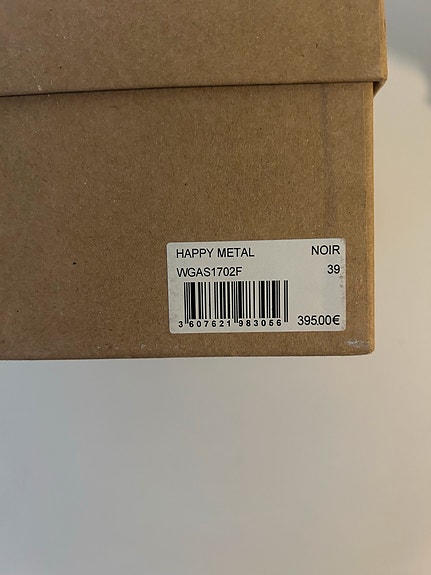 HAPPY METAL NOIR
WGAS1702F 39
3 607621 983056 395.00€